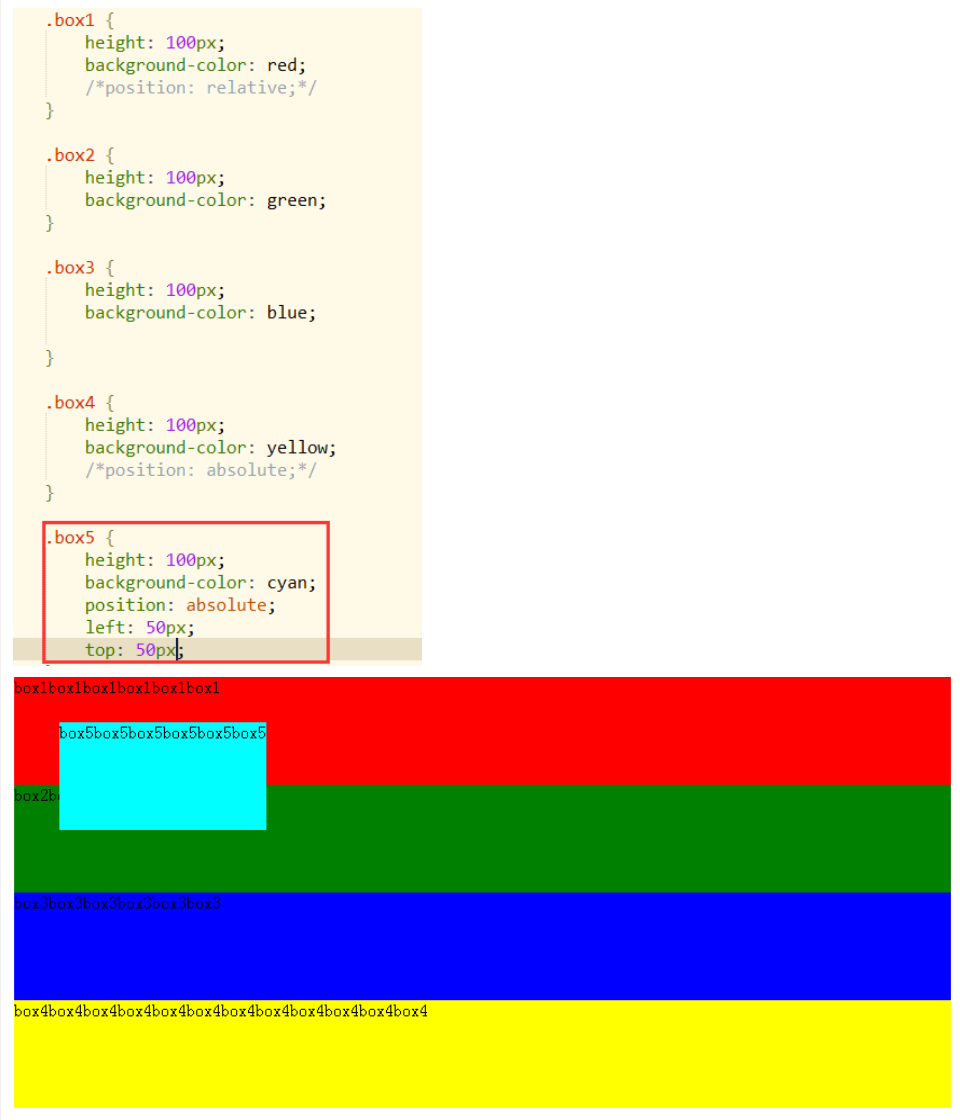 .box1 {
height: 100px;
background-color: red;
/*position: relative;*/
}
.box2 {
height: 100px;
background-color: green;
}
.box3 {
height: 100px;
background-color: blue;
}
.box4 {
height: 100px;
background-color: yellow;
/*position: absolute;*/
}
.box5 {
height: 100px;
background-color: cyan;
position: absolute;
left: 50px;
top: 50px;
box1box1box1box1box1box1
box5box5box5box5box5box5
box2b
box3box3box3box3box3box3
box4box4box4box4box4box4box4box4box4box4box4box4